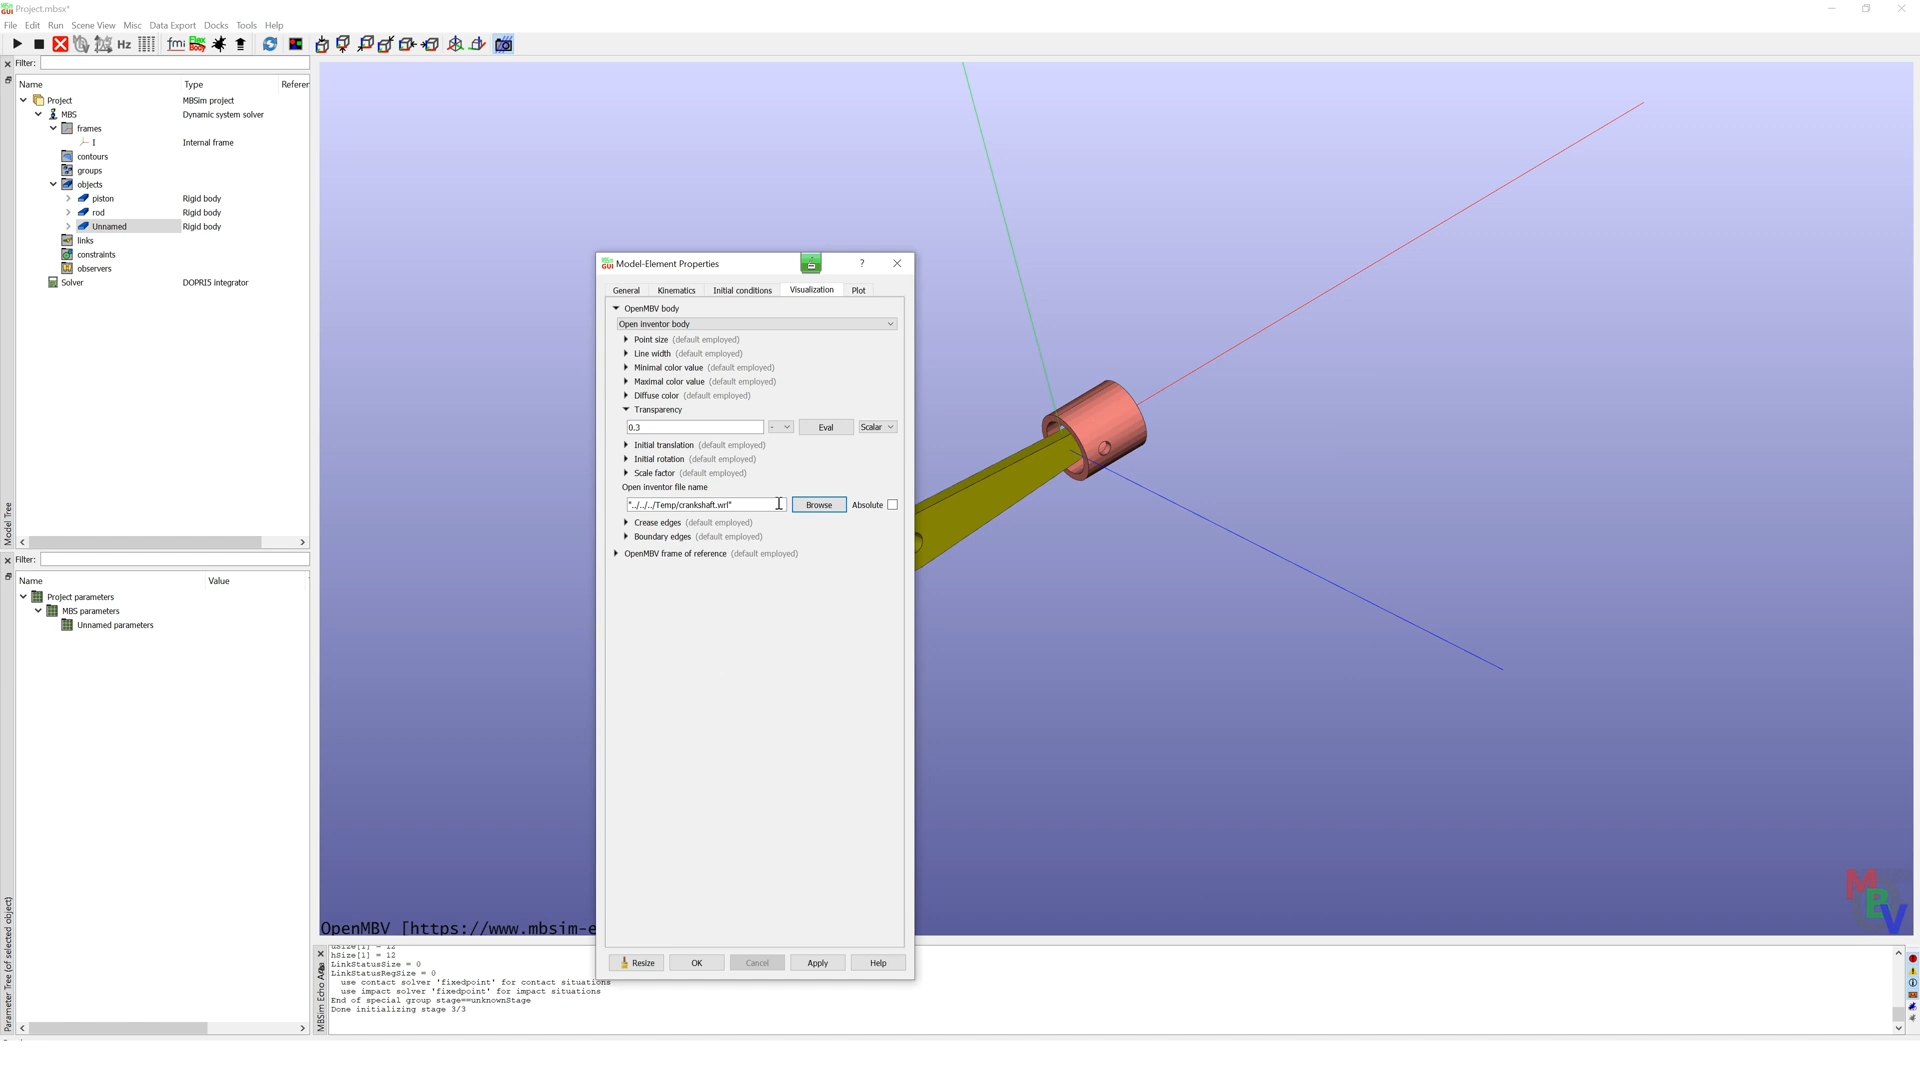 Project.mbsx*
File Edit Run Scene View Misc Data Export Docks Tools Help
Hz fmi Flex Body
Filter:
Name Type Referer
Project MBSim project
MBS Dynamic system solver
frames
I Internal frame
contours
groups
objects
piston Rigid body
rod Rigid body
Unnamed Rigid body
links
constraints
observers
Solver DOPRI5 integrator
Model Tree
Filter:
Name Value
Project parameters
MBS parameters
Unnamed parameters
Parameter Tree (of selected object)
Model-Element Properties ?
General Kinematics Initial conditions Visualization Plot
OpenMBV body
Open inventor body
Point size (default employed)
Line width (default employed)
Minimal color value (default employed)
Maximal color value (default employed)
Diffuse color (default employed)
Transparency
0.3 - Eval Scalar
Initial translation (default employed)
Initial rotation (default employed)
Scale factor (default employed)
Open inventor file name
"../../../Temp/crankshaft.wrl" Browse Absolute
Crease edges (default employed)
Boundary edges (default employed)
OpenMBV frame of reference (default employed)
Resize OK Cancel Apply Help
OpenMBV [https://www.mbsim-e
MBV
MBSim Echo Area
uSize[1] = 12
hSize[1] = 12
LinkStatusSize = 0
LinkStatusRegSize = 0
use contact solver 'fixedpoint' for contact situations
use impact solver 'fixedpoint' for impact situations
End of special group stage==unknownStage
Done initializing stage 3/3